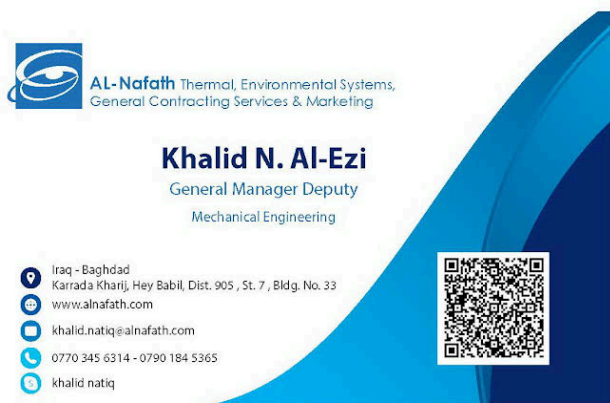 AL-Nafath Thermal, Environmental Systems,
General Contracting Services & Marketing
Khalid N. Al-Ezi
General Manager Deputy
Mechanical Engineering
Iraq - Baghdad
Karrada Kharij, Hey Babil, Dist. 905 , St. 7 , Bldg. No. 33
www.alnafath.com
khalid.natiq@alnafath.com
0770 345 6314 - 0790 184 5365
khalid natiq